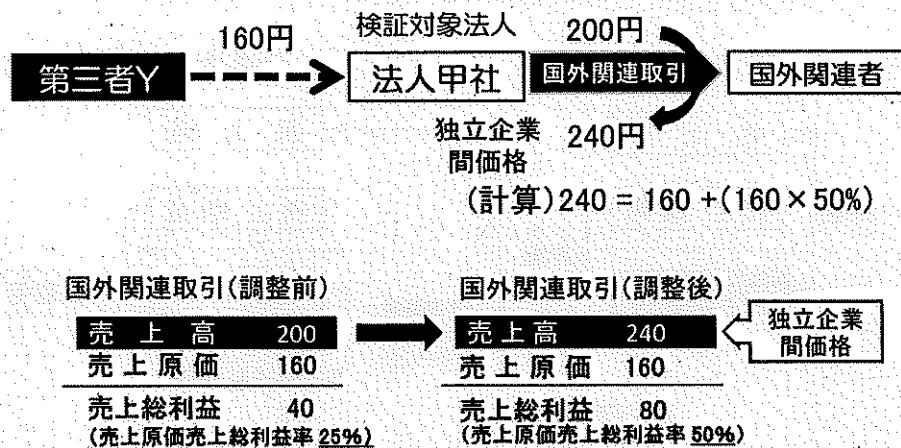 160円
検証対象法人
200円
第三者Y
法人甲社
国外関連取引
国外関連者
独立企業
間価格
240円
(計算)240 = 160 +(160×50%)
国外関連取引(調整前)
売上高 200
売上原価 160
売上総利益 40
(売上原価売上総利益率 25%)
国外関連取引(調整後)
売上高 240
売上原価 160
売上総利益 80
(売上原価売上総利益率 50%)
独立企業
間価格